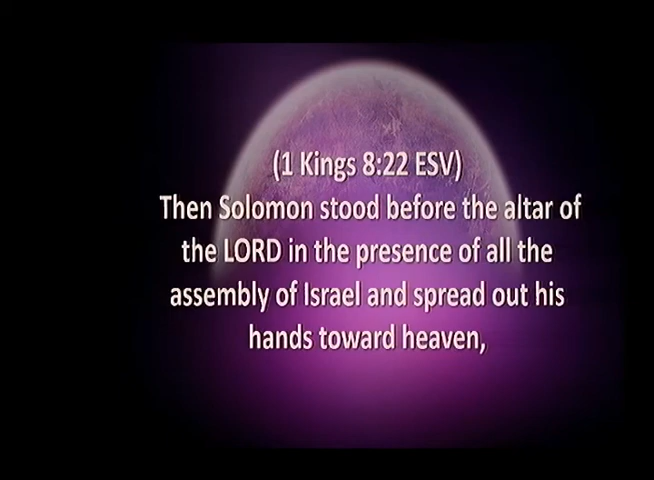 (1 Kings 8:22 ESV)
Then Solomon stood before the altar of
the LORD in the presence of all the
assembly of Israel and spread out his
hands toward heaven,